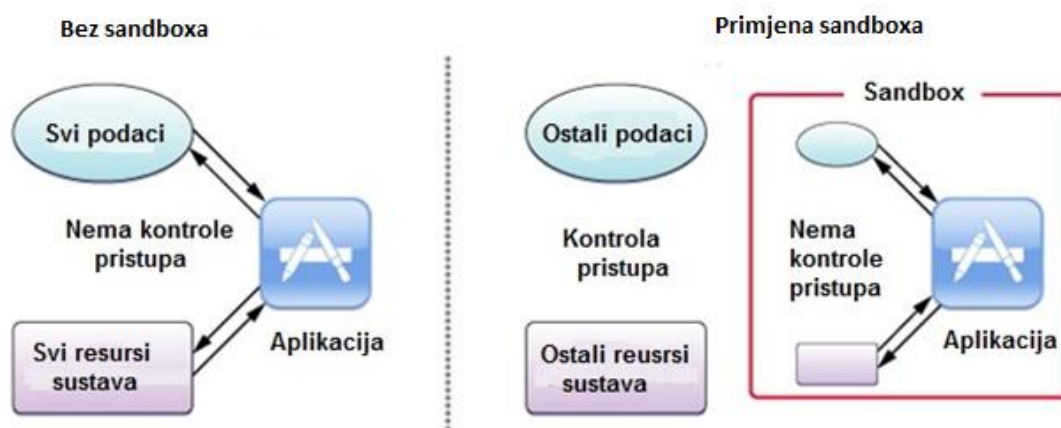 Bez sandboxa
Svi podaci
Nema kontrole
pristupa
Aplikacija
Svi resursi
sustava
Primjena sandboxa
Sandbox
Ostali podaci
Kontrola
pristupa
Nema
kontrole
pristupa
Aplikacija
Ostali reusrsi
sustava